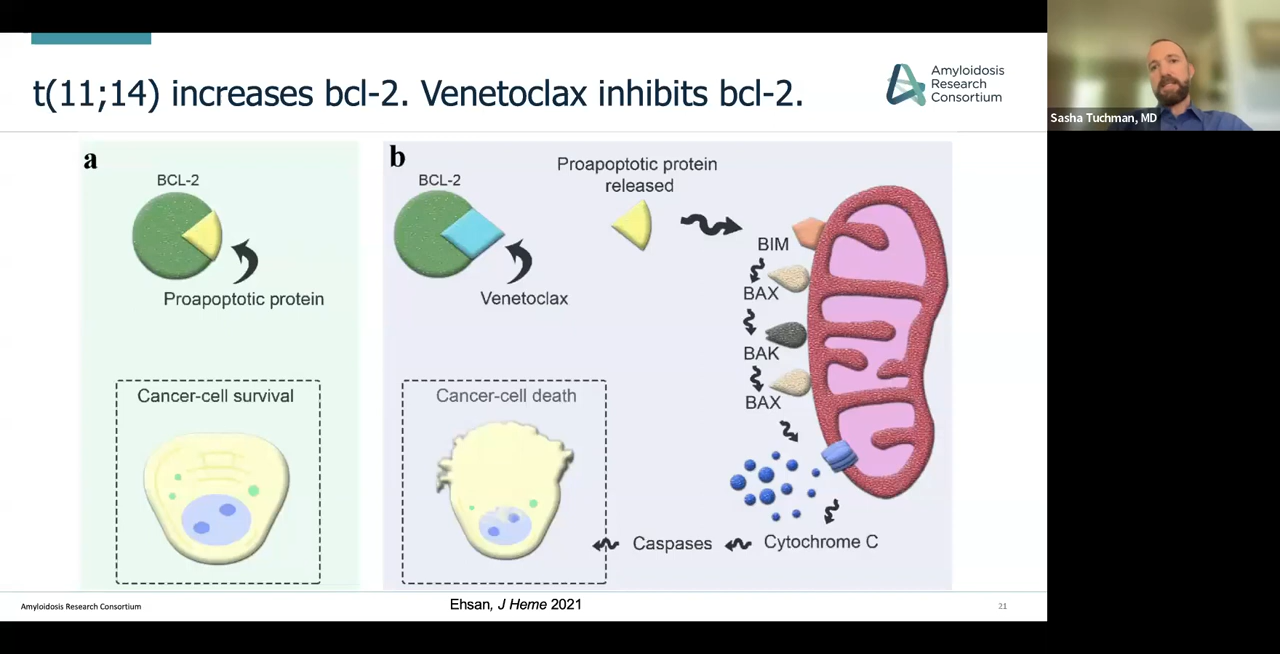 t(11;14) increases bcl-2. Venetoclax inhibits bcl-2.
Amyloidosis
Research
Consortium
Sasha Tuchman, MD
a
BCL-2
Proapoptotic protein
Cancer-cell survival
b
BCL-2
Venetoclax
Proapoptotic protein
released
BIM
BAX
BAK
BAX
Cancer-cell death
Caspases
Cytochrome C
Ehsan, J Heme 2021
Amyloidosis Research Consortium
21